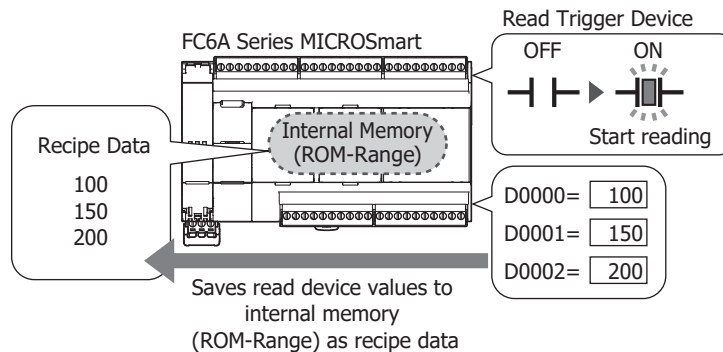 Read Trigger Device
FC6A Series MICROSmart
OFF
ON
Start reading
Internal Memory
(ROM-Range)
Recipe Data
100
150
200
D0000= 100
D0001= 150
D0002= 200
Saves read device values to
internal memory
(ROM-Range) as recipe data